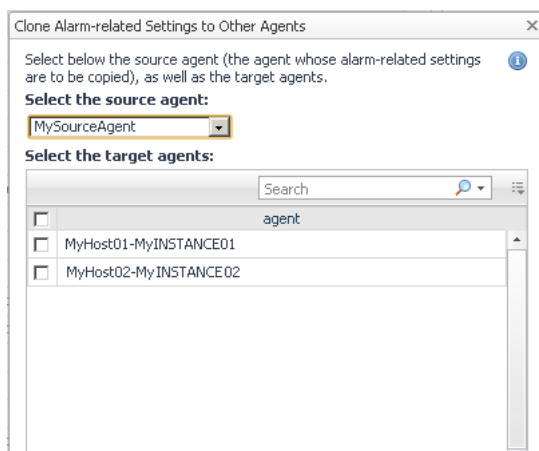 Clone Alarm-related Settings to Other Agents
Select below the source agent (the agent whose alarm-related settings
are to be copied), as well as the target agents.
Select the source agent:
MySourceAgent
Select the target agents:
Search
agent
MyHost01-MyINSTANCE01
MyHost02-MyINSTANCE02